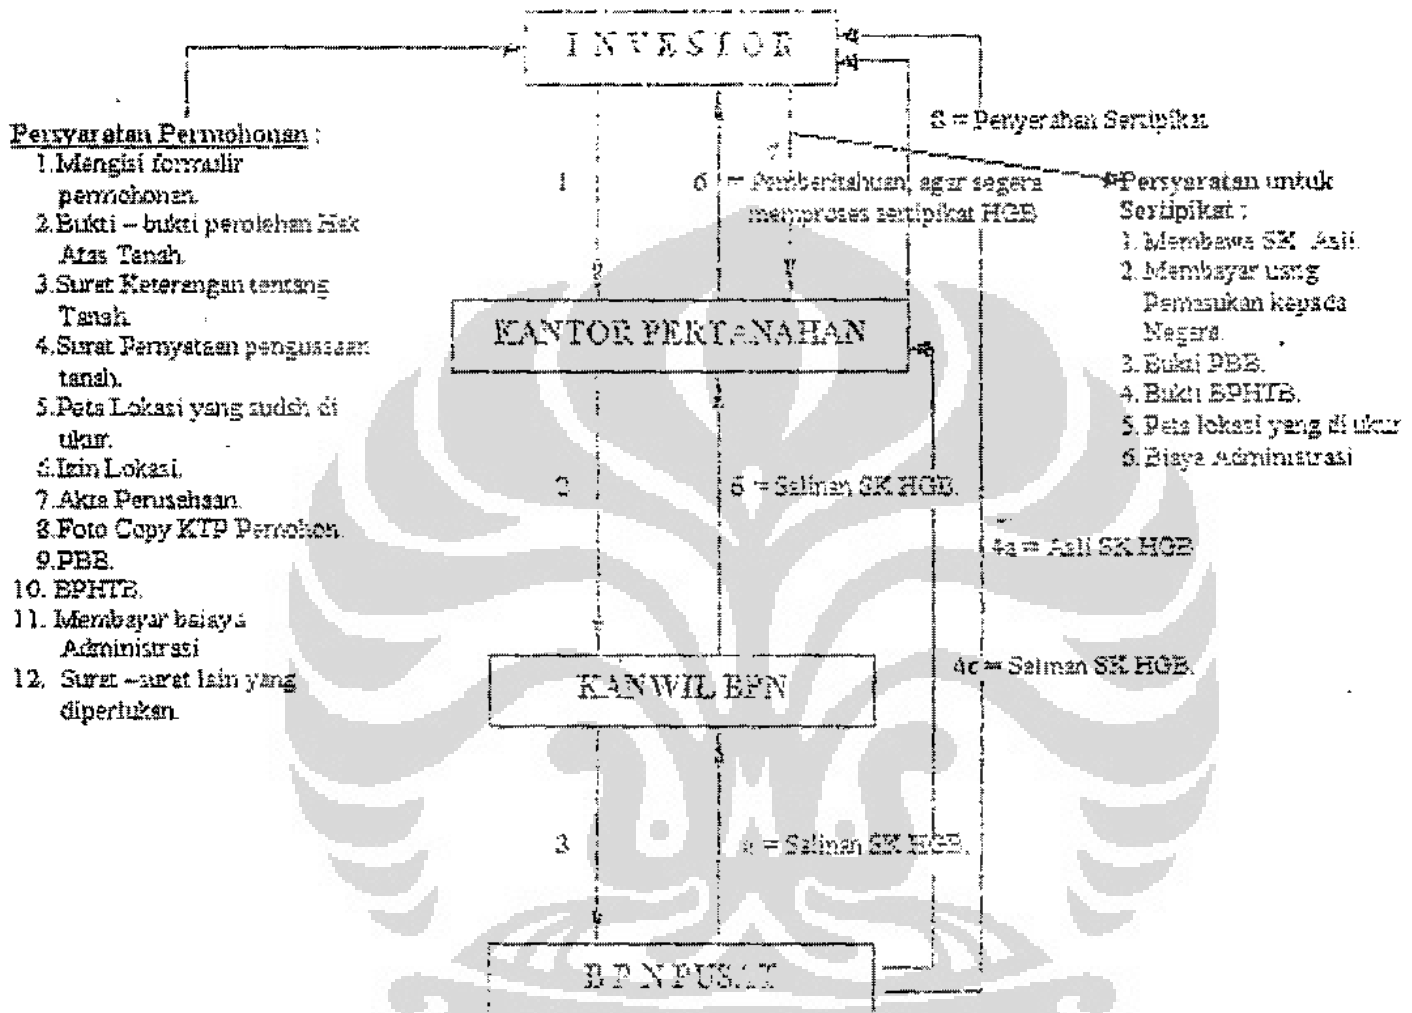 INVESTOR
Persyaratan Permohonan :
1. Mengisi formulir
permohonan.
2. Bukti – bukti perolehan Hak
Atas Tanah.
3. Surat Keterangan tentang
Tanah.
4. Surat Pernyataan penguasaan
tanah.
5. Peta Lokasi yang sudah di
ukur.
6. Izin Lokasi.
7. Akta Perusahaan.
8. Foto Copy KTP Pemohon.
9. PBB.
10. BPHTB.
11. Membayar baiaya
Administrasi
12. Surat – surat lain yang
diperlukan.
1
6 = Pemberitahuan, agar segera
memproses sertipikat HGB
7
8 = Penyerahan Sertipikat
Persyaratan untuk
Sertipikat :
1. Membawa SK Asli.
2. Membayar uang
Pemasukan kepada
Negara.
3. Bukti PBB.
4. Bukti BPHTB.
5. Peta lokasi yang di ukur
6. Biaya Administrasi
KANTOR PERTANAHAN
2
5 = Salinan SK HGB.
4a = Asli SK HGB
4c = Salinan SK HGB.
KANWIL BPN
3
= Salinan SK HGB.
BPN PUSAT